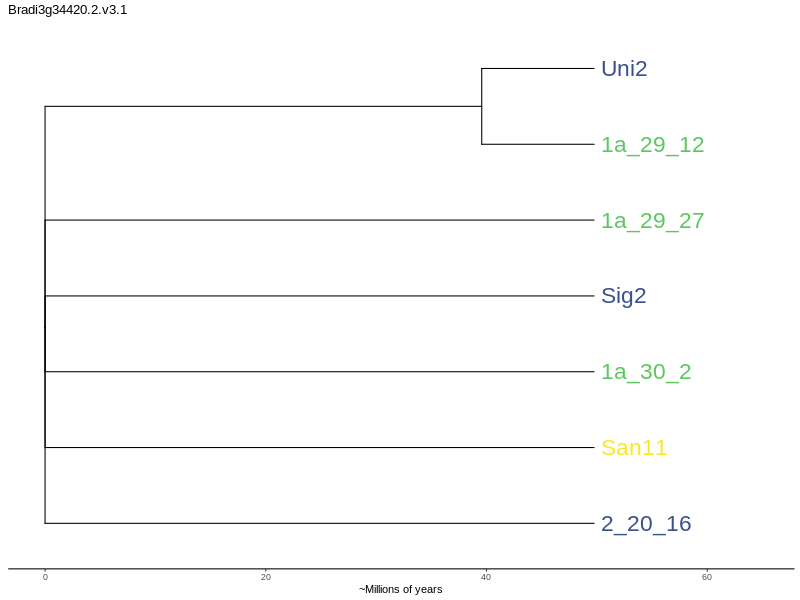 Bradi3g34420.2.v3.1
Uni2
1a_29_12
1a_29_27
Sig2
1a_30_2
San11
2_20_16
0 20 40 60
~Millions of years